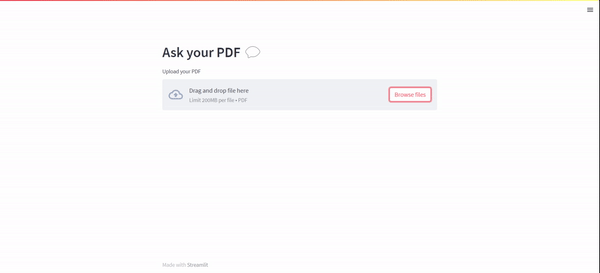 Ask your PDF
Upload your PDF
Drag and drop file here
Limit 200MB per file • PDF
Browse files
Made with Streamlit